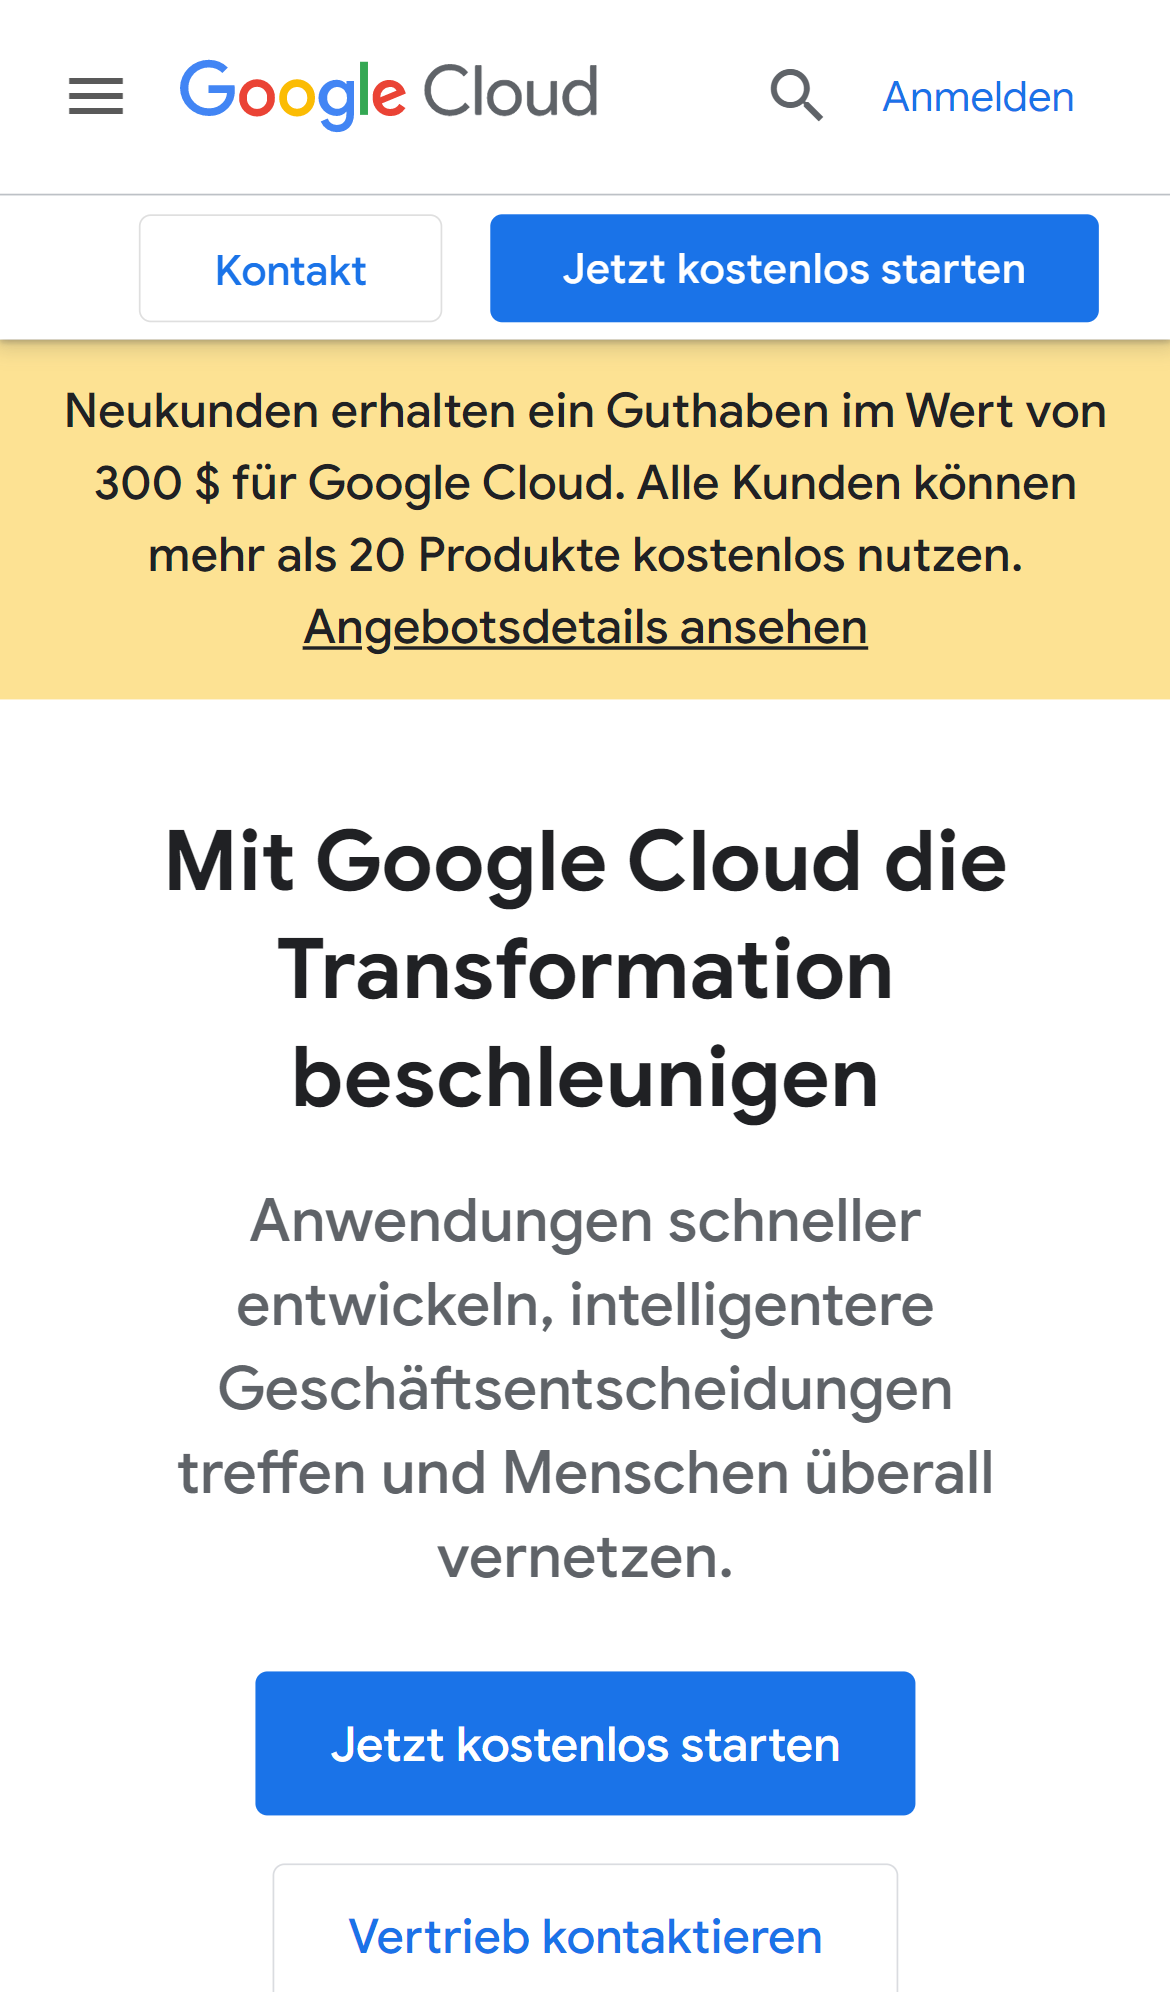 Google Cloud
Anmelden
Kontakt
Jetzt kostenlos starten
Neukunden erhalten ein Guthaben im Wert von
300 $ für Google Cloud. Alle Kunden können
mehr als 20 Produkte kostenlos nutzen.
Angebotsdetails ansehen
Mit Google Cloud die
Transformation
beschleunigen
Anwendungen schneller
entwickeln, intelligentere
Geschäftsentscheidungen
treffen und Menschen überall
vernetzen.
Jetzt kostenlos starten
Vertrieb kontaktieren